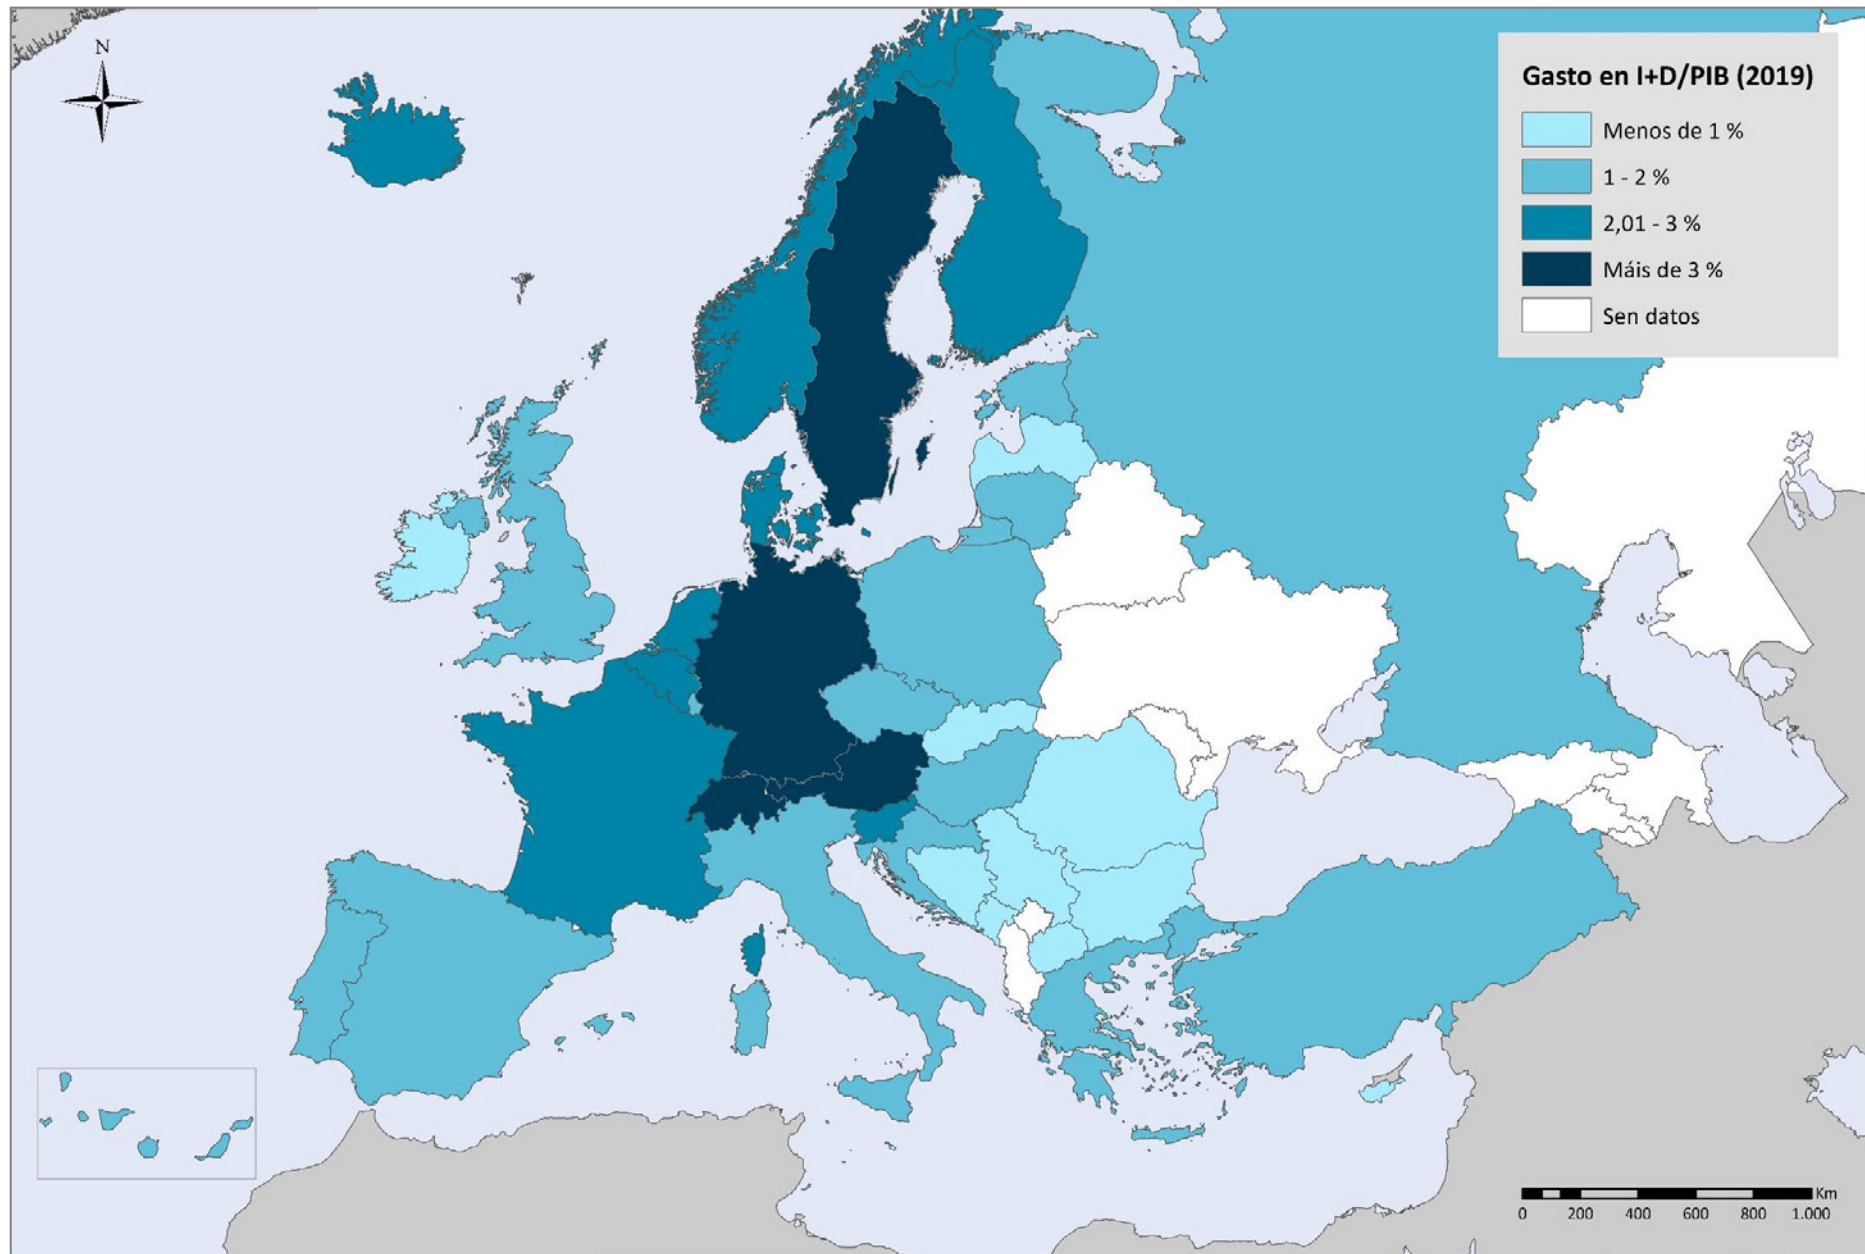 N
Gasto en I+D/PIB (2019)
Menos de 1 %
1 - 2 %
2,01 - 3 %
Máis de 3 %
Sen datos
Km
0 200 400 600 800 1.000